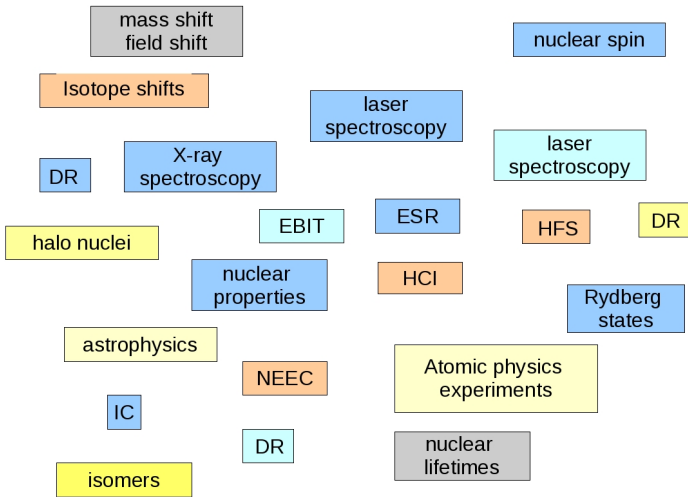 mass shift
field shift
nuclear spin
Isotope shifts
laser
spectroscopy
laser
spectroscopy
X-ray
spectroscopy
DR
ESR
DR
EBIT
HFS
halo nuclei
nuclear
properties
HCI
Rydberg
states
astrophysics
Atomic physics
experiments
NEEC
IC
DR
nuclear
lifetimes
isomers